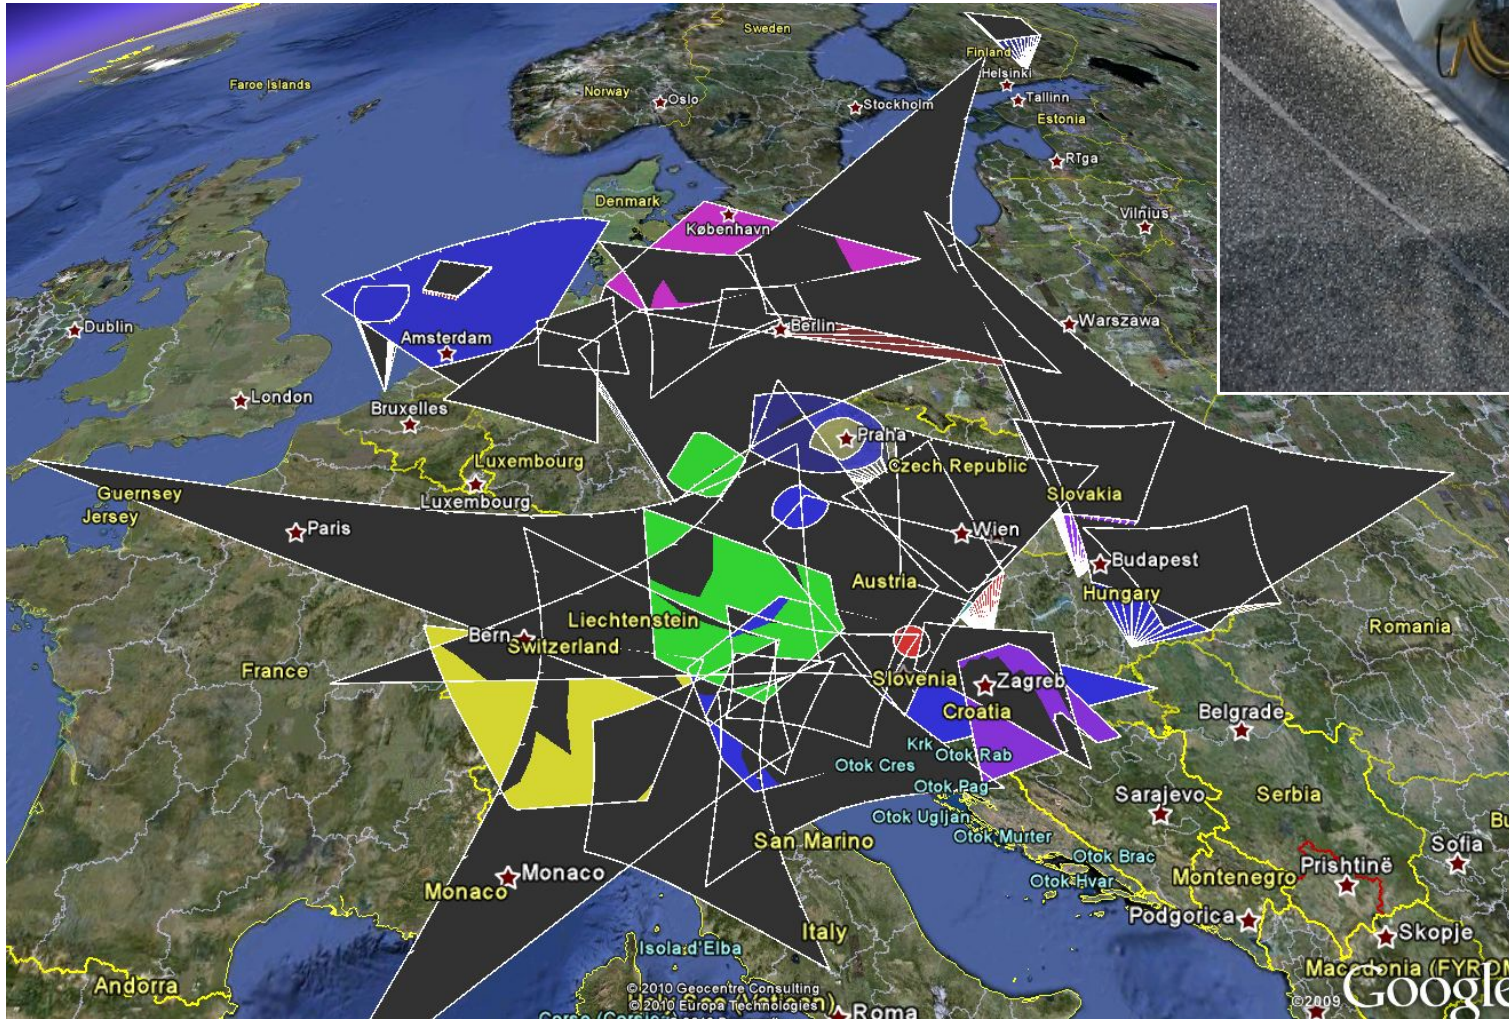 Sweden
Finland
Faroe Islands
Helsinki
Norway
Oslo
Stockholm
Tallinn
Estonia
Rīga
Denmark
København
Vilnius
Dublin
Amsterdam
Berlin
Warszawa
London
Bruxelles
Praha
Luxembourg
Czech Republic
Guernsey
Luxembourg
Slovakia
Jersey
Paris
Wien
Budapest
Austria
Hungary
Liechtenstein
Bern
Switzerland
Romania
France
Slovenia
Zagreb
Croatia
Belgrade
Krk
Otok Rab
Otok Cres
Otok Pag
Sarajevo
Serbia
Otok Ugljan
Otok Murter
San Marino
Sofia
Otok Brac
Prishtinë
Monaco
Monaco
Otok Hvar
Montenegro
Podgorica
Italy
Skopje
Isola d'Elba
Andorra
Macedonia (FYROM
© 2010 Geocentre Consulting
© 2010 Europa Technologies
©2009 Google
Roma